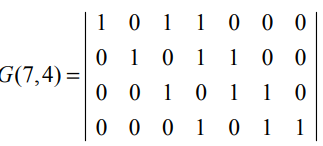 1 0 1 1 0 0 0
0 1 0 1 1 0 0
G(7,4)=
0 0 1 0 1 1 0
0 0 0 1 0 1 1